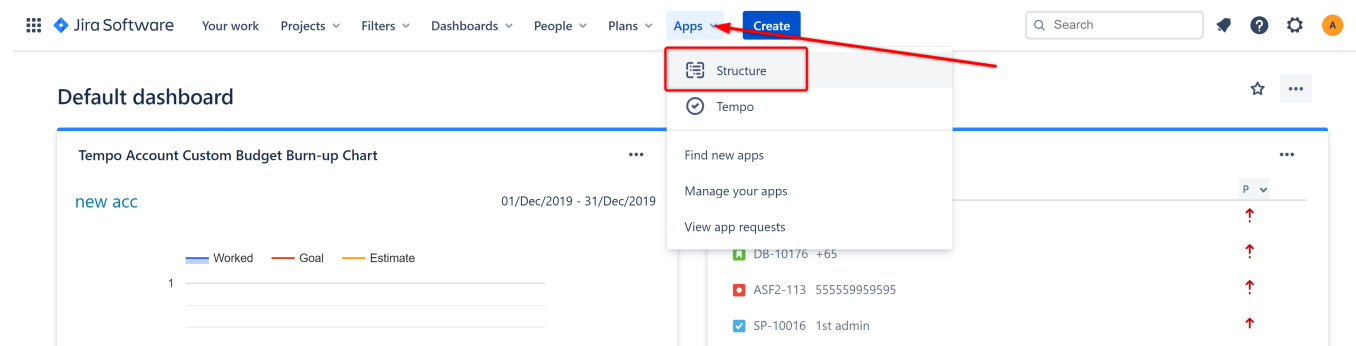 Jira Software Your work Projects Filters Dashboards People Plans Apps Create Search A
Structure
Default dashboard
Tempo
Tempo Account Custom Budget Burn-up Chart
Find new apps
Manage your apps
P
new acc 01/Dec/2019 - 31/Dec/2019
View app requests
Worked Goal Estimate
DB-10176 +65
1
ASF2-113 555559959595
SP-10016 1st admin